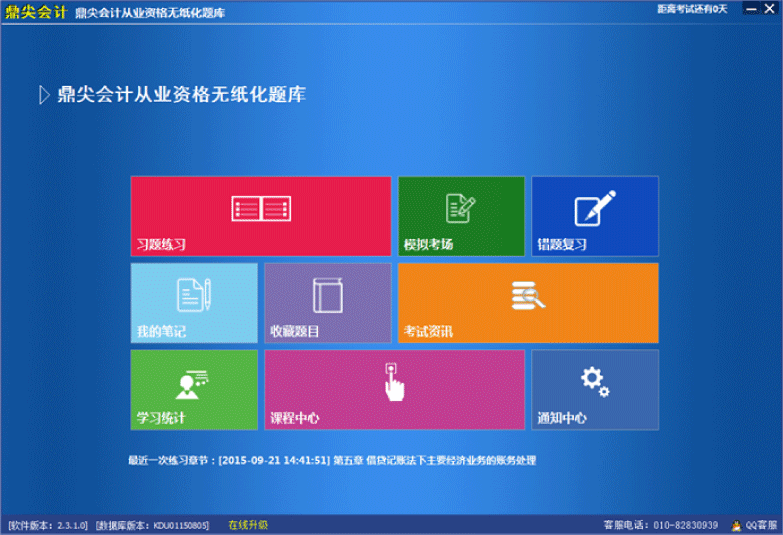 鼎尖会计 鼎尖会计从业资格无纸化题库 距离考试还有0天
鼎尖会计从业资格无纸化题库
习题练习 模拟考场 错题复习
我的笔记 收藏题目 考试资讯
学习统计 课程中心 通知中心
最近一次练习章节：[2015-09-21 14:41:51] 第五章 借贷记账法下主要经济业务的账务处理
[软件版本：2.3.1.0] [数据库版本：KDU01150805] 在线升级 客服电话：010-82830939 QQ客服